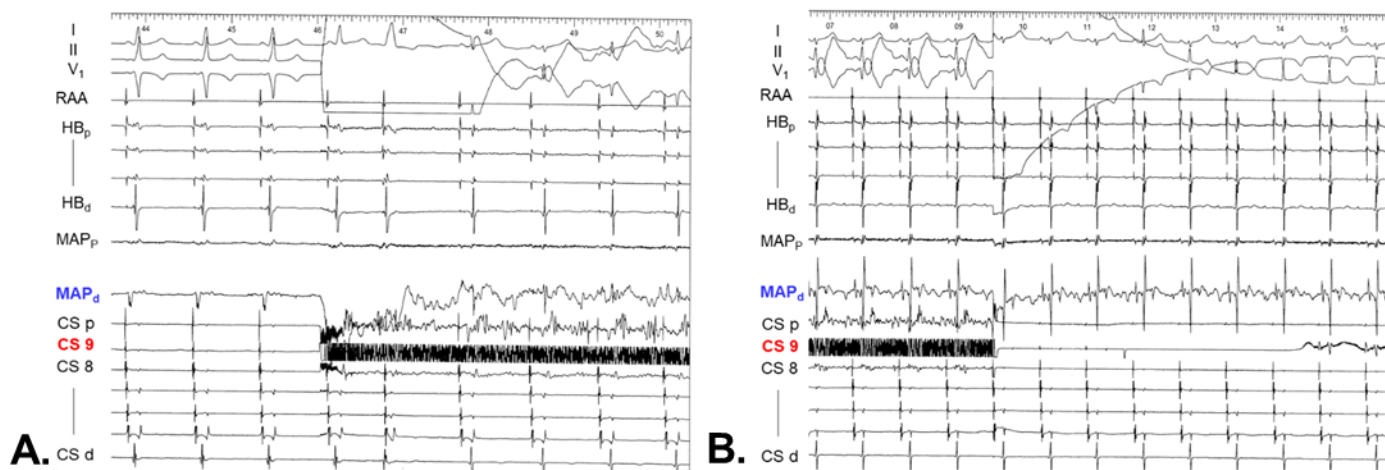 44 45 46 47 48 49 50
I
II
V1
RAA
HBp
HBd
MAPP
MAPd
CS p
CS 9
CS 8
CS d
A.
07 08 09 10 11 12 13 14 15
I
II
V1
RAA
HBp
HBd
MAPP
MAPd
CS p
CS 9
CS 8
CS d
B.